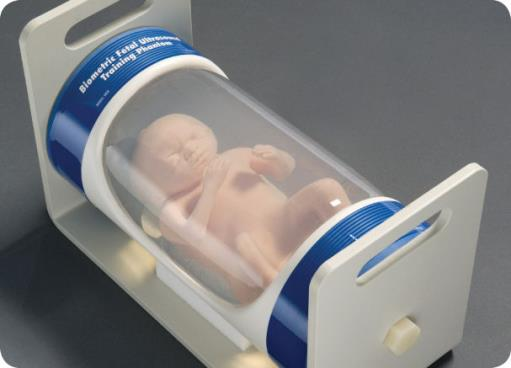 Biometric Fetal Ultrasound
Training Phantom